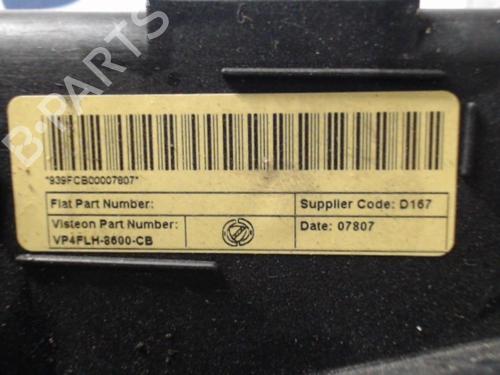 *939FCB00007807*
Fiat Part Number:
Supplier Code: D167
Visteon Part Number:
VP4FLH-8600-CB
Date: 07807
B-PARTS